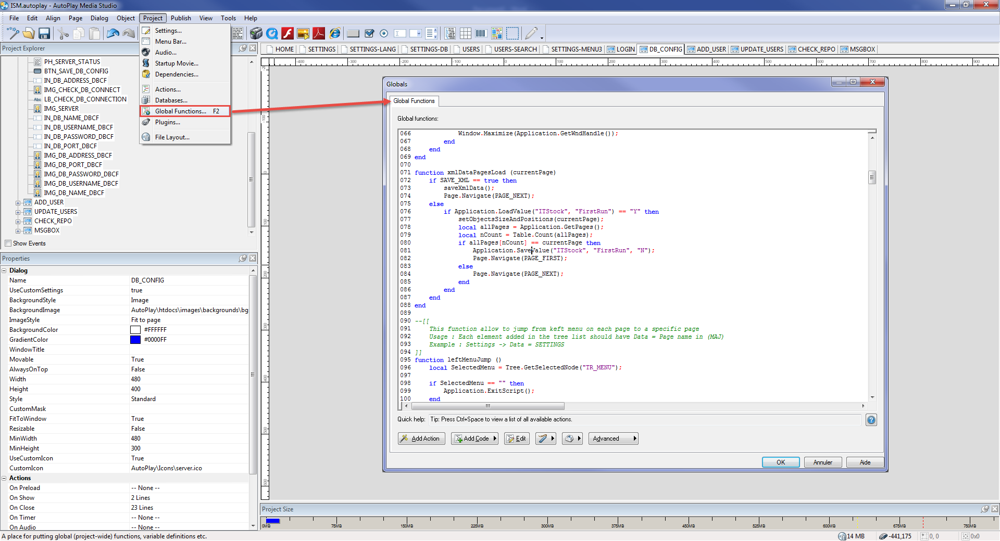 ISM.autoplay - AutoPlay Media Studio
File Edit Align Page Dialog Object Project Publish View Tools Help
Settings...
Menu Bar...
Audio...
Startup Movie...
Dependencies...
Actions...
Databases...
Global Functions... F2
Plugins...
File Layout...
Project Explorer
PH_SERVER_STATUS
BTN_SAVE_DB_CONFIG
IN_DB_ADDRESS_DBCF
IMG_CHECK_DB_CONNECT
Abc LB_CHECK_DB_CONNECTION
IMG_SERVER
IN_DB_NAME_DBCF
IN_DB_USERNAME_DBCF
IN_DB_PASSWORD_DBCF
IN_DB_PORT_DBCF
IMG_DB_ADDRESS_DBCF
IMG_DB_PORT_DBCF
IMG_DB_PASSWORD_DBCF
IMG_DB_USERNAME_DBCF
IMG_DB_NAME_DBCF
ADD_USER
UPDATE_USERS
CHECK_REPO
MSGBOX
Show Events
Properties
Dialog
Name DB_CONFIG
UseCustomSettings true
BackgroundStyle Image
BackgroundImage AutoPlay\htdocs\images\backgrounds\bg
ImageStyle Fit to page
BackgroundColor #FFFFFF
GradientColor #0000FF
WindowTitle
Movable True
AlwaysOnTop False
Width 480
Height 400
Style Standard
CustomMask
FitToWindow True
Resizable False
MinWidth 480
MinHeight 300
UseCustomIcon True
CustomIcon AutoPlay\Icons\server.ico
Actions
On Preload -- None --
On Show 2 Lines
On Close 23 Lines
On Timer -- None --
On Audio -- None --
HOME SETTINGS SETTINGS-LANG SETTINGS-DB USERS USERS-SEARCH SETTINGS-MENU3 LOGIN DB_CONFIG ADD_USER UPDATE_USERS CHECK_REPO MSGBOX
-400 -300 -200 -100 0 100 200 300 400 500 600 700 800 900
Globals
Global Functions
Global functions:
066 Window.Maximize(Application.GetWndHandle());
067 end
068 end
069 end
070
071 function xmlDataPagesLoad (currentPage)
072 if SAVE_XML == true then
073 saveXmlData();
074 Page.Navigate(PAGE_NEXT);
075 else
076 if Application.LoadValue("ITStock", "FirstRun") == "Y" then
077 setObjectsSizeAndPositions(currentPage);
078 local allPages = Application.GetPages();
079 local nCount = Table.Count(allPages);
080 if allPages[nCount] == currentPage then
081 Application.SaveValue("ITStock", "FirstRun", "N");
082 Page.Navigate(PAGE_FIRST);
083 else
084 Page.Navigate(PAGE_NEXT);
085 end
086 end
087 end
088 end
089
090 --[[
091 This function allow to jump from keft menu on each page to a specific page
092 Usage : Each element added in the tree list should have Data = Page name in (MAJ)
093 Example : Settings -> Data = SETTINGS
094 ]]
095 function leftMenuJump ()
096 local SelectedMenu = Tree.GetSelectedNode("TR_MENU");
097
098 if SelectedMenu == "" then
099 Application.ExitScript();
100 end
Quick help: Tip: Press Ctrl+Space to view a list of all available actions.
Add Action Add Code Edit Advanced
OK Annuler Aide
Project Size
0MB 75MB 150MB 225MB 300MB 375MB 450MB 525MB 600MB 675MB 750MB
A place for putting global (project-wide) functions, variable definitions etc.
14 MB -441,175 0, 0 0x0